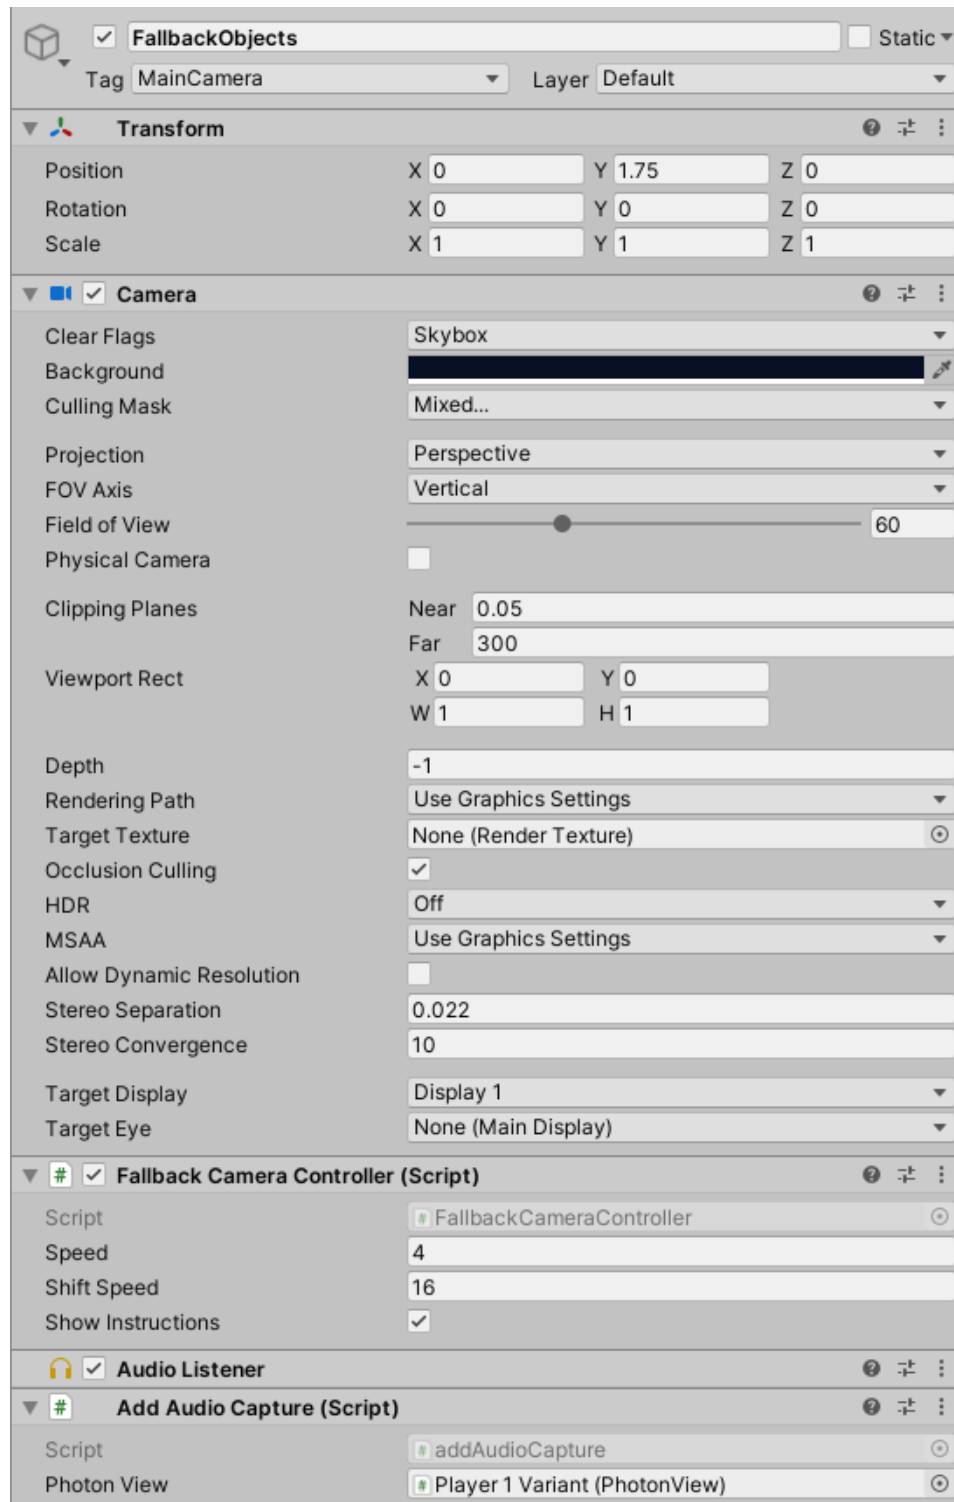 FallbackObjects Static
Tag MainCamera Layer Default
Transform
Position X 0 Y 1.75 Z 0
Rotation X 0 Y 0 Z 0
Scale X 1 Y 1 Z 1
Camera
Clear Flags Skybox
Background
Culling Mask Mixed...
Projection Perspective
FOV Axis Vertical
Field of View 60
Physical Camera
Clipping Planes Near 0.05
Far 300
Viewport Rect X 0 Y 0
W 1 H 1
Depth -1
Rendering Path Use Graphics Settings
Target Texture None (Render Texture)
Occlusion Culling
HDR Off
MSAA Use Graphics Settings
Allow Dynamic Resolution
Stereo Separation 0.022
Stereo Convergence 10
Target Display Display 1
Target Eye None (Main Display)
# Fallback Camera Controller (Script)
Script # FallbackCameraController
Speed 4
Shift Speed 16
Show Instructions
Audio Listener
# Add Audio Capture (Script)
Script # addAudioCapture
Photon View # Player 1 Variant (PhotonView)